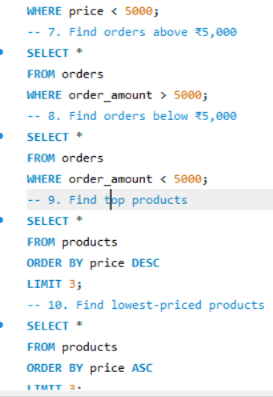 WHERE price < 5000;
-- 7. Find orders above ₹5,000
SELECT *
FROM orders
WHERE order_amount > 5000;
-- 8. Find orders below ₹5,000
SELECT *
FROM orders
WHERE order_amount < 5000;
-- 9. Find top products
SELECT *
FROM products
ORDER BY price DESC
LIMIT 3;
-- 10. Find lowest-priced products
SELECT *
FROM products
ORDER BY price ASC
LIMIT 3;